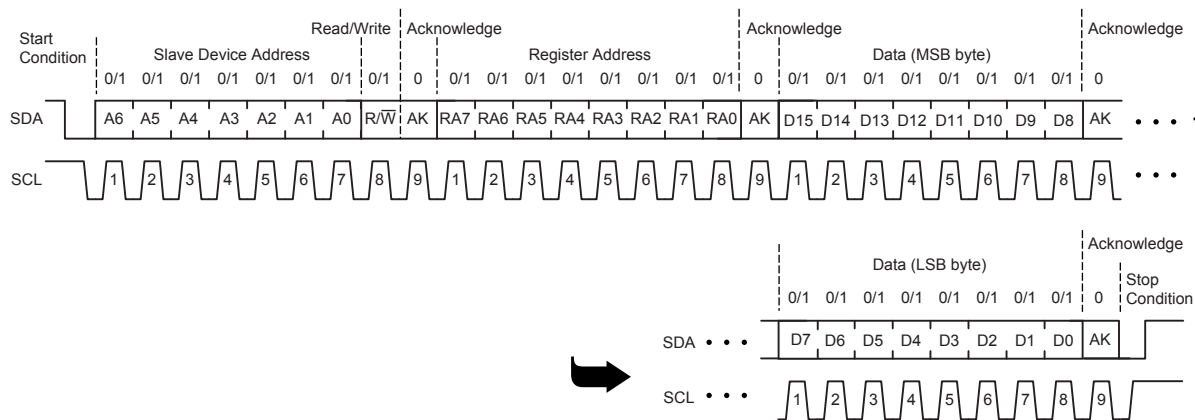 Read/Write Acknowledge Acknowledge Acknowledge
Start
Condition Slave Device Address Register Address Data (MSB byte)
0/1 0/1 0/1 0/1 0/1 0/1 0/1 0/1 0 0/1 0/1 0/1 0/1 0/1 0/1 0/1 0/1 0 0/1 0/1 0/1 0/1 0/1 0/1 0/1 0/1 0
SDA A6 A5 A4 A3 A2 A1 A0 R/W̅ AK RA7 RA6 RA5 RA4 RA3 RA2 RA1 RA0 AK D15 D14 D13 D12 D11 D10 D9 D8 AK • • • •
SCL 1 2 3 4 5 6 7 8 9 1 2 3 4 5 6 7 8 9 1 2 3 4 5 6 7 8 9 • • •
Acknowledge
Data (LSB byte)
Stop
Condition
0/1 0/1 0/1 0/1 0/1 0/1 0/1 0/1 0
SDA • • • D7 D6 D5 D4 D3 D2 D1 D0 AK
SCL • • • 1 2 3 4 5 6 7 8 9